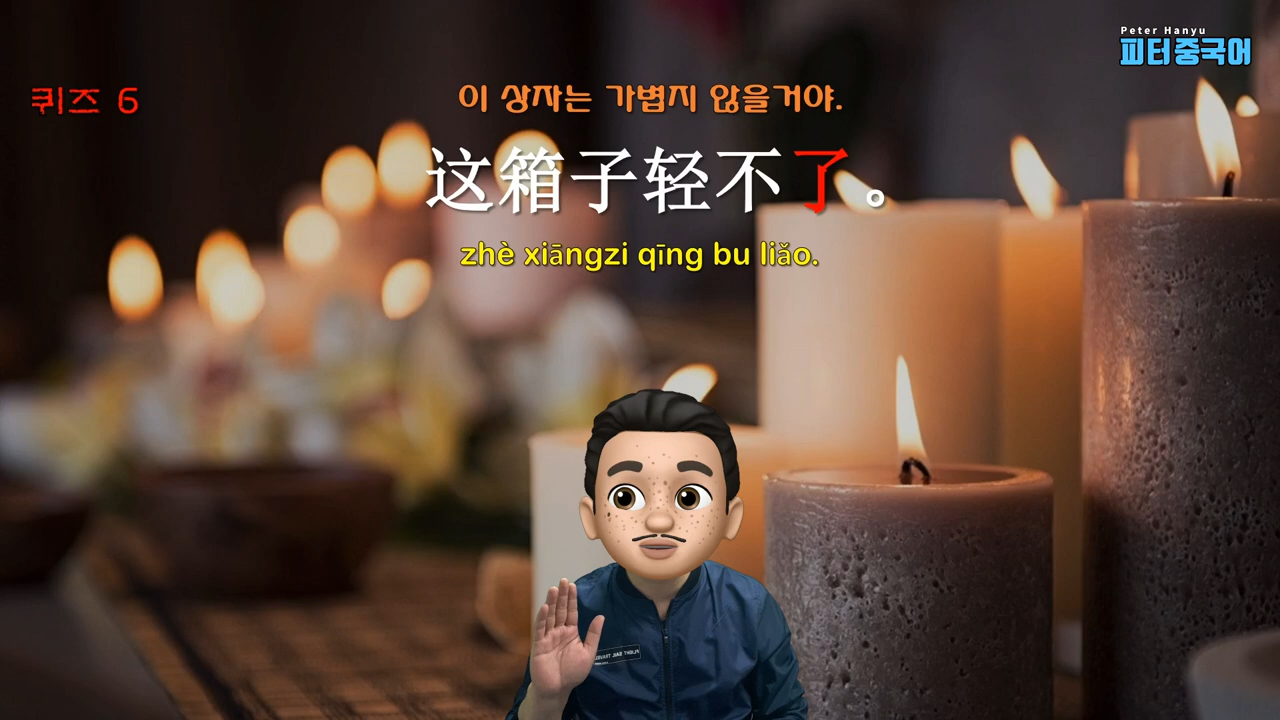 Peter Hanyu
피터 중국어
퀴즈 6
이 상자는 가볍지 않을거야.
这箱子轻不了。
zhè xiāngzi qīng bu liǎo.